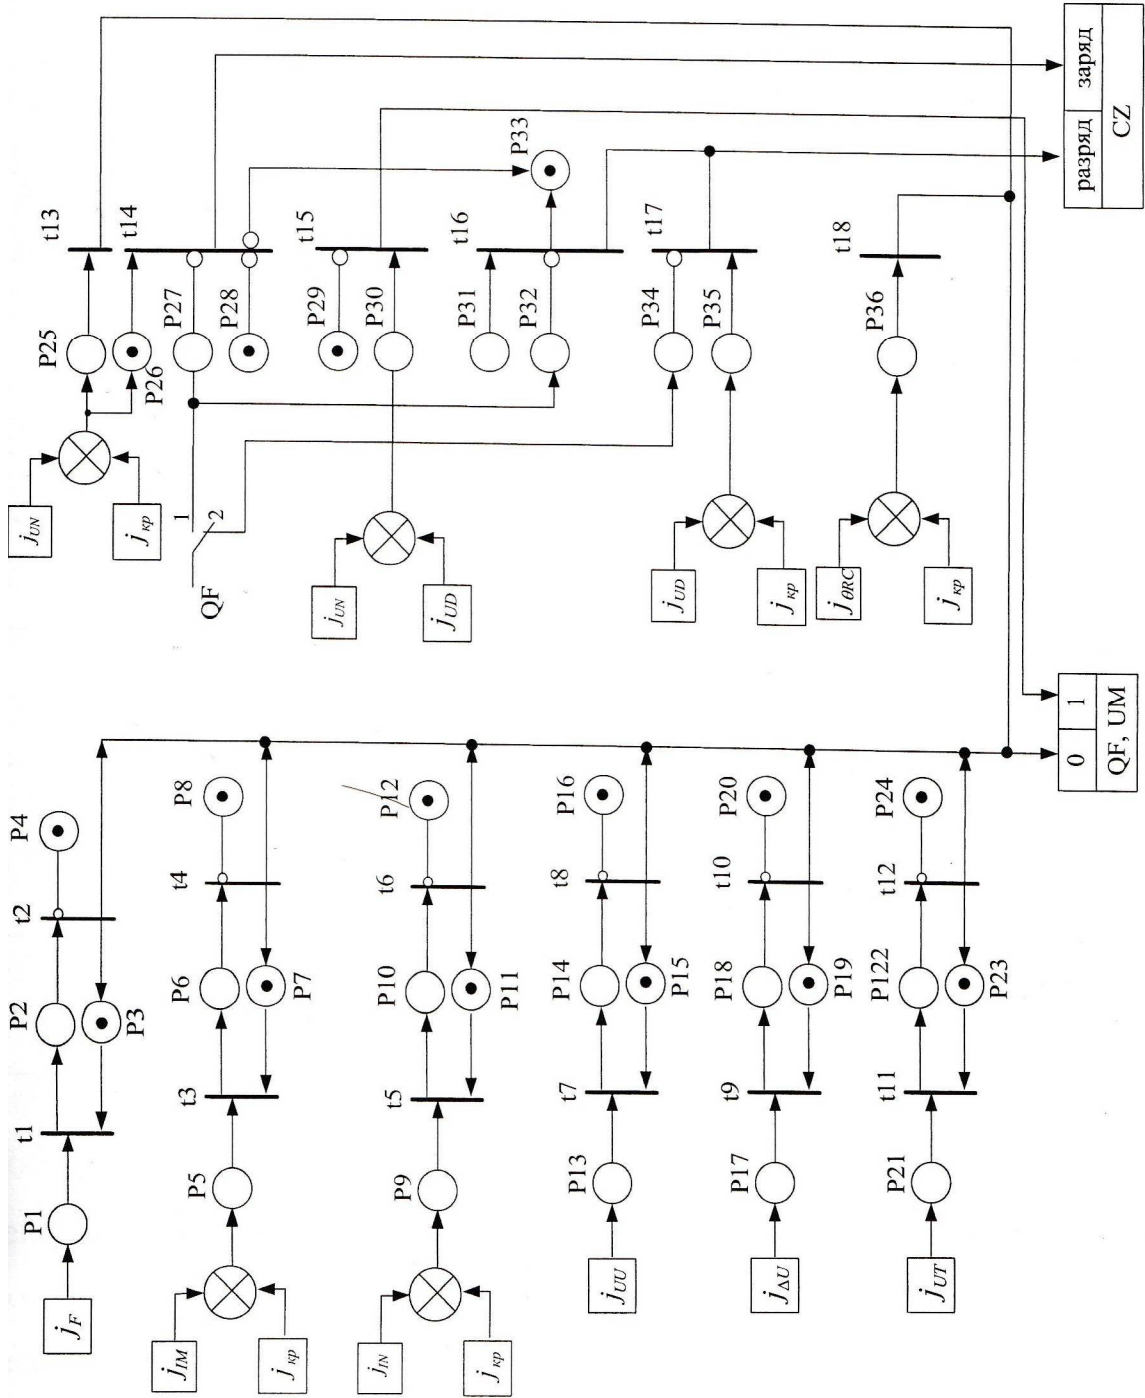 P25
t13
P26
t14
P27
P28
P33
P29
t15
P30
P31
t16
P32
P34
t17
P35
P36
t18
j_UN
j_кр
1
2
QF
j_UN
j_UD
j_UD
j_кр
j_θRC
j_кр
разряд
заряд
CZ
P1
t1
P2
P3
t2
P4
P5
t3
P6
P7
t4
P8
P9
t5
P10
P11
t6
P12
P13
t7
P14
P15
t8
P16
P17
t9
P18
P19
t10
P20
P21
t11
P122
P23
t12
P24
j_F
j_IM
j_кр
j_IN
j_кр
j_UU
j_ΔU
j_UT
0
1
QF, UM